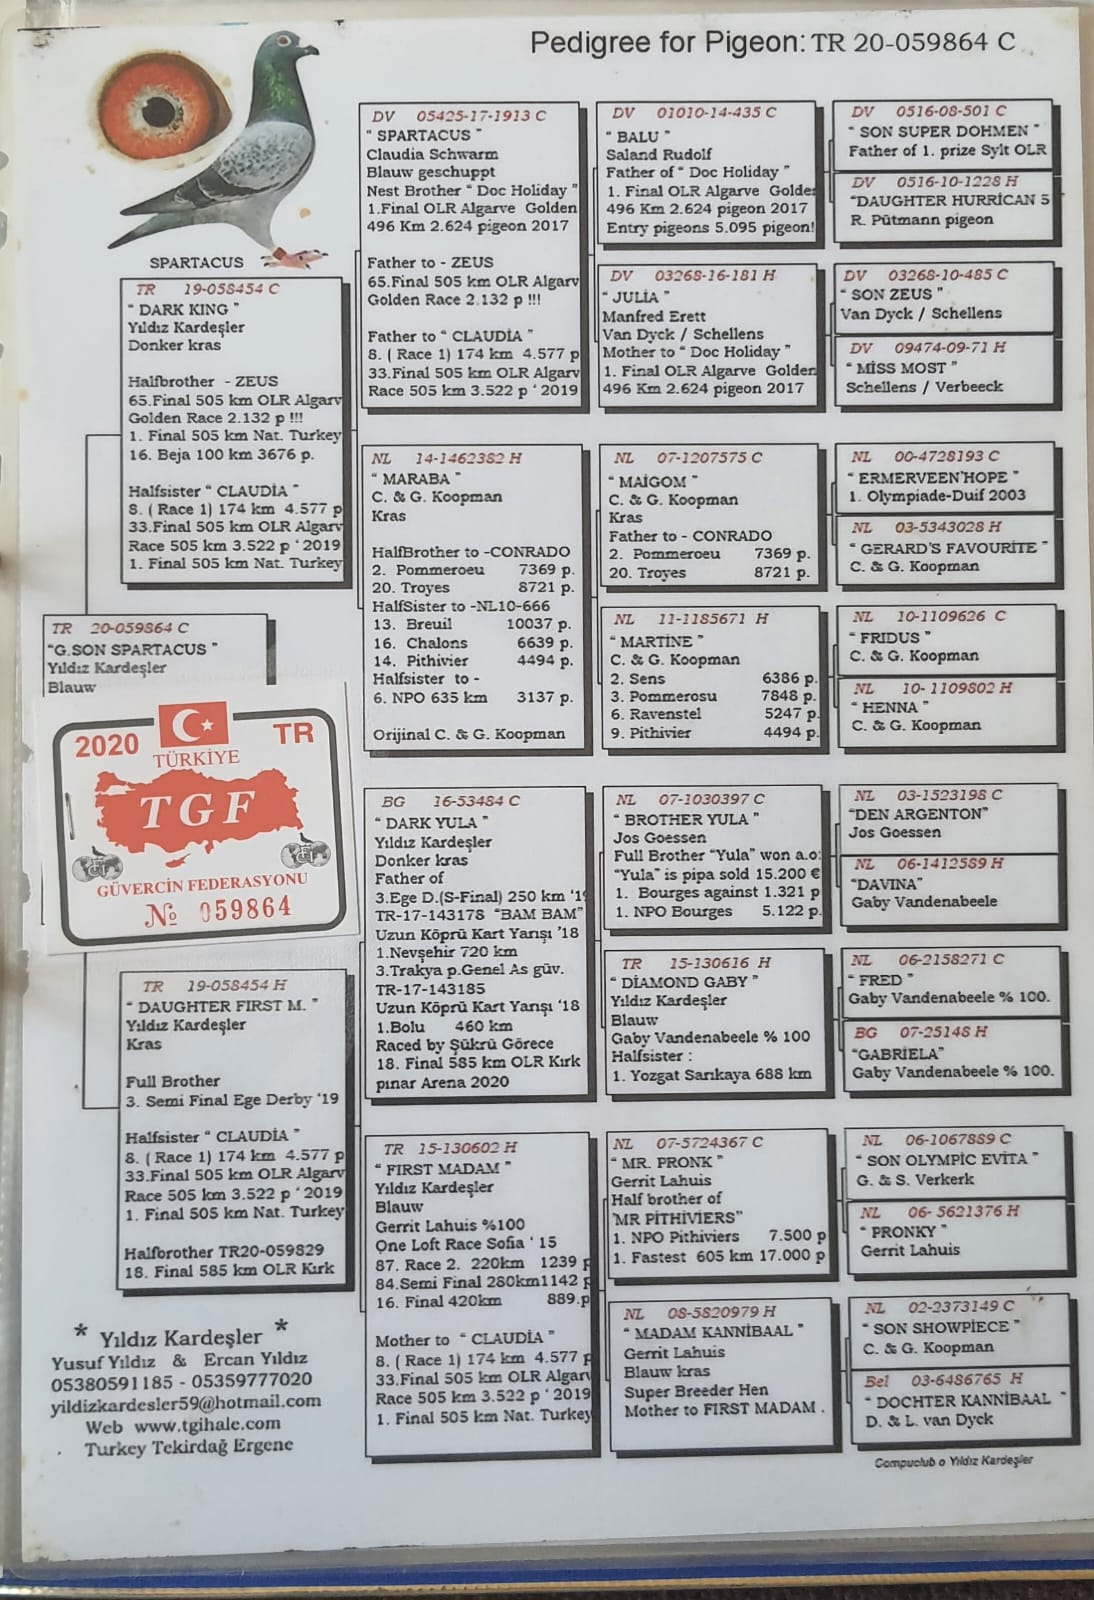 Pedigree for Pigeon: TR 20-059864 C
SPARTACUS
TR 20-059864 C
"G.SON SPARTACUS "
Yıldız Kardeşler
Blauw
2020 TR
TÜRKİYE
TGF
GÜVERCİN FEDERASYONU
№ 059864
TR 19-058454 C
" DARK KING "
Yıldız Kardeşler
Donker kras
Halfbrother - ZEUS
65.Final 505 km OLR Algarv
Golden Race 2.132 p !!!
1. Final 505 km Nat. Turkey
16. Beja 100 km 3676 p.
Halfsister " CLAUDİA "
8. ( Race 1) 174 km 4.577 p
33.Final 505 km OLR Algarv
Race 505 km 3.522 p ' 2019
1. Final 505 km Nat. Turkey
TR 19-058454 H
" DAUGHTER FIRST M. "
Yıldız Kardeşler
Kras
Full Brother
3. Semi Final Ege Derby '19
Halfsister " CLAUDİA "
8. ( Race 1) 174 km 4.577 p
33.Final 505 km OLR Algarv
Race 505 km 3.522 p ' 2019
1. Final 505 km Nat. Turkey
Halfbrother TR20-059829
18. Final 585 km OLR Kırk
DV 05425-17-1913 C
" SPARTACUS "
Claudia Schwarm
Blauw geschuppt
Nest Brother " Doc Holiday "
1.Final OLR Algarve Golden
496 Km 2.624 pigeon 2017
Father to - ZEUS
65.Final 505 km OLR Algarv
Golden Race 2.132 p !!!
Father to " CLAUDİA "
8. ( Race 1) 174 km 4.577 p
33.Final 505 km OLR Algarv
Race 505 km 3.522 p ' 2019
NL 14-1462382 H
" MARABA "
C. & G. Koopman
Kras
HalfBrother to -CONRADO
2. Pommeroeu 7369 p.
20. Troyes 8721 p.
HalfSister to -NL10-666
13. Breuil 10037 p.
16. Chalons 6639 p.
14. Pithivier 4494 p.
Halfsister to -
6. NPO 635 km 3137 p.
Orijinal C. & G. Koopman
BG 16-53484 C
" DARK YULA "
Yıldız Kardeşler
Donker kras
Father of
3.Ege D.(S-Final) 250 km '19
TR-17-143178 "BAM BAM"
Uzun Köprü Kart Yarışı '18
1.Nevşehir 720 km
3.Trakya p.Genel As güv.
TR-17-143185
Uzun Köprü Kart Yarışı '18
1.Bolu 460 km
Raced by Şükrü Görece
18. Final 585 km OLR Kırk
pınar Arena 2020
TR 15-130602 H
" FIRST MADAM "
Yıldız Kardeşler
Blauw
Gerrit Lahuis %100
One Loft Race Sofia ' 15
87. Race 2. 220km 1239 p
84.Semi Final 280km1142 p
16. Final 420km 889.p
Mother to " CLAUDİA "
8. ( Race 1) 174 km 4.577 p
33.Final 505 km OLR Algar
Race 505 km 3.522 p ' 2019
1. Final 505 km Nat. Turkey
DV 01010-14-435 C
" BALU "
Saland Rudolf
Father of " Doc Holiday "
1. Final OLR Algarve Golde
496 Km 2.624 pigeon 2017
Entry pigeons 5.095 pigeon!
DV 03268-16-181 H
" JULİA "
Manfred Erett
Van Dyck / Schellens
Mother to " Doc Holiday "
1. Final OLR Algarve Golden
496 Km 2.624 pigeon 2017
NL 07-1207575 C
" MAİGOM "
C. & G. Koopman
Kras
Father to - CONRADO
2. Pommeroeu 7369 p.
20. Troyes 8721 p.
NL 11-1185671 H
" MARTİNE "
C. & G. Koopman
2. Sens 6386 p.
3. Pommerosu 7848 p.
6. Ravenstel 5247 p.
9. Pithivier 4494 p.
NL 07-1030397 C
" BROTHER YULA "
Jos Goessen
Full Brother "Yula" won a.o:
"Yula" is pipa sold 15.200 €
1. Bourges against 1.321 p
1. NPO Bourges 5.122 p.
TR 15-130616 H
" DİAMOND GABY "
Yıldız Kardeşler
Blauw
Gaby Vandenabeele % 100
Halfsister :
1. Yozgat Sarıkaya 688 km
NL 07-5724367 C
" MR. PRONK "
Gerrit Lahuis
Half brother of
'MR PİTHİVİERS"
1. NPO Pithiviers 7.500 p
1. Fastest 605 km 17.000 p
NL 08-5820979 H
" MADAM KANNİBAAL "
Gerrit Lahuis
Blauw kras
Super Breeder Hen
Mother to FIRST MADAM .
DV 0516-08-501 C
" SON SUPER DOHMEN "
Father of 1. prize Sylt OLR
DV 0516-10-1228 H
"DAUGHTER HURRİCAN 5
R. Pütmann pigeon
DV 03268-10-485 C
" SON ZEUS "
Van Dyck / Schellens
DV 09474-09-71 H
" MİSS MOST "
Schellens / Verbeeck
NL 00-4728193 C
" ERMERVEEN'HOPE "
1. Olympiade-Duif 2003
NL 03-5343028 H
" GERARD'S FAVOURİTE "
C. & G. Koopman
NL 10-1109626 C
" FRIDUS "
C. & G. Koopman
NL 10- 1109802 H
" HENNA "
C. & G. Koopman
NL 03-1523198 C
"DEN ARGENTON"
Jos Goessen
NL 06-1412589 H
"DAVINA"
Gaby Vandenabeele
NL 06-2158271 C
" FRED "
Gaby Vandenabeele % 100.
BG 07-25148 H
"GABRİELA"
Gaby Vandenabeele % 100.
NL 06-1067889 C
" SON OLYMPİC EVİTA "
G. & S. Verkerk
NL 06- 5621376 H
" PRONKY "
Gerrit Lahuis
NL 02-2373149 C
" SON SHOWPİECE "
C. & G. Koopman
Bel 03-6486765 H
" DOCHTER KANNİBAAL "
D. & L. van Dyck
Compuclub o Yıldız Kardeşler
* Yıldız Kardeşler *
Yusuf Yıldız & Ercan Yıldız
05380591185 - 05359777020
yildizkardesler59@hotmail.com
Web www.tgihale.com
Turkey Tekirdağ Ergene